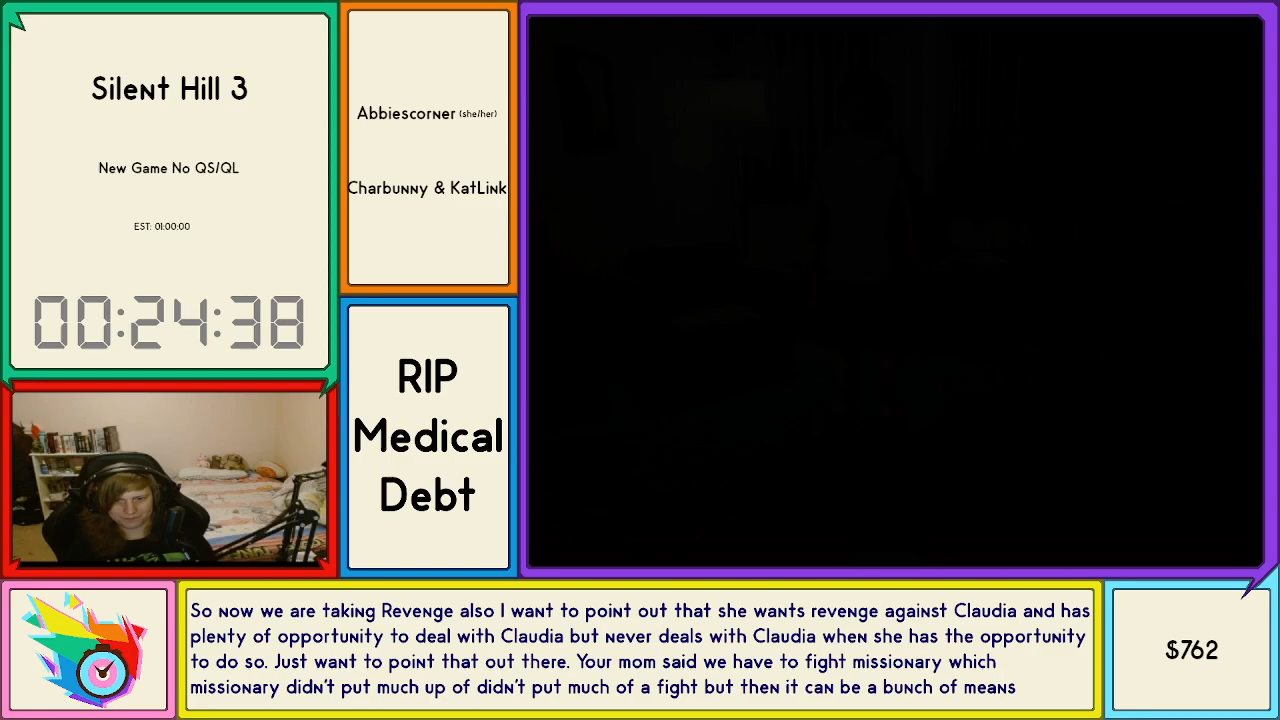 Silent Hill 3
New Game No QS/QL
EST: 01:00:00
00:24:38
Abbiescorner (she/her)
Charbunny & KatLink
RIP
Medical
Debt
So now we are taking Revenge also I want to point out that she wants revenge against Claudia and has
plenty of opportunity to deal with Claudia but never deals with Claudia when she has the opportunity
to do so. Just want to point that out there. Your mom said we have to fight missionary which
missionary didn't put much up of didn't put much of a fight but then it can be a bunch of means
$762